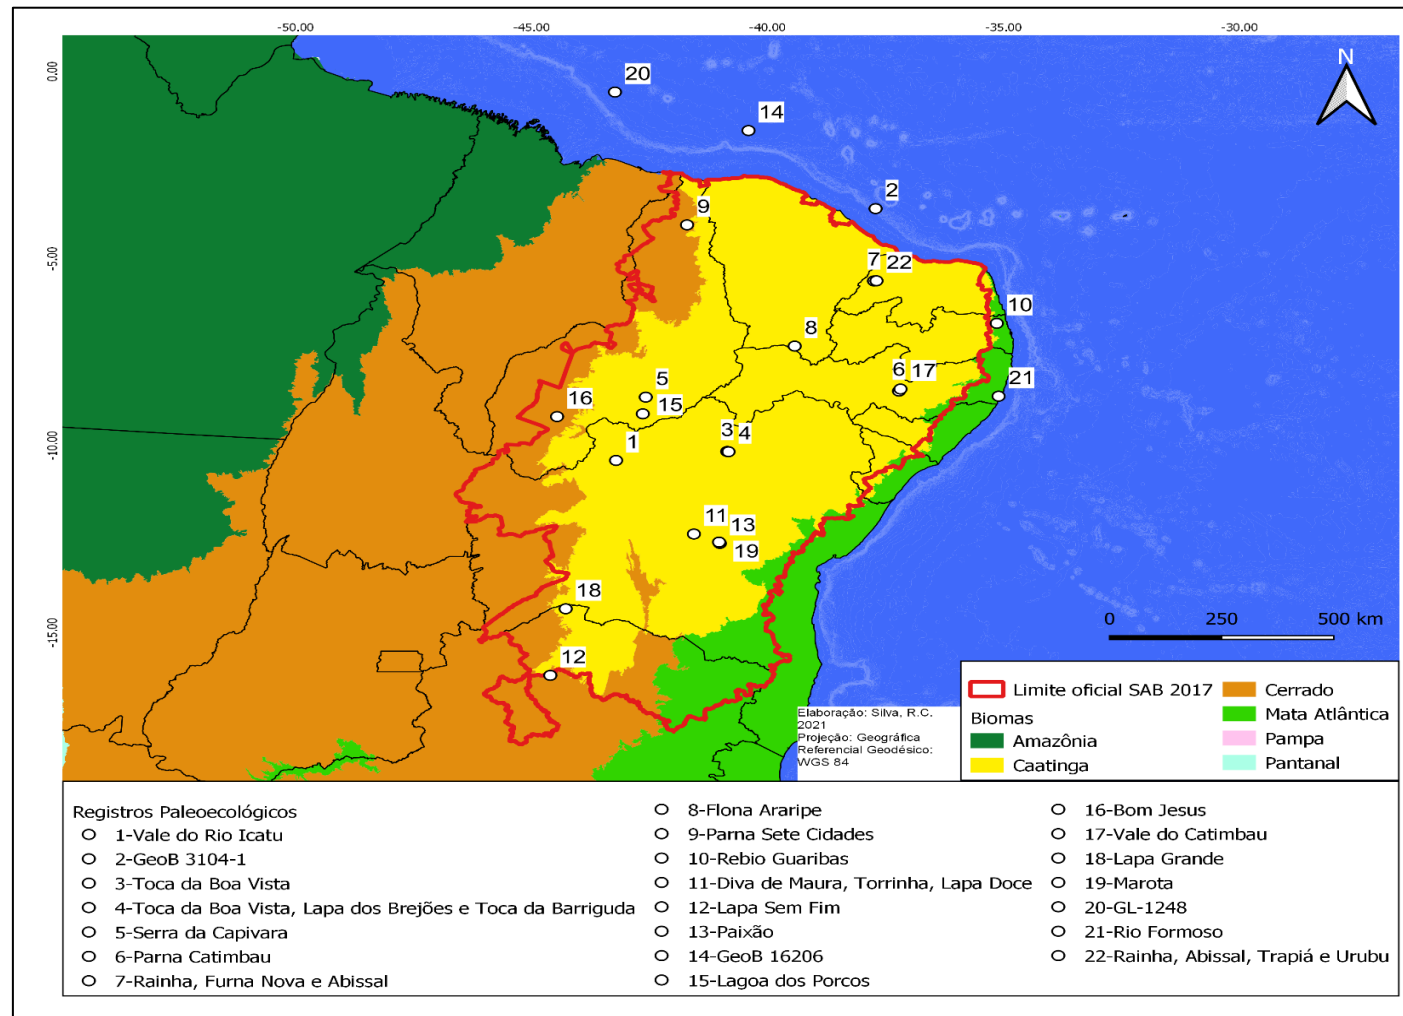 -50.00
-45.00
-40.00
-35.00
-30.00
0.00
-5.00
-10.00
-15.00
N
20
14
2
9
7
22
10
8
6
17
21
5
15
16
1
3
4
11
13
19
18
12
0
250
500 km
Elaboração: Silva, R.C.
2021
Projeção: Geográfica
Referencial Geodésico:
WGS 84
Limite oficial SAB 2017
Biomas
Amazônia
Caatinga
Cerrado
Mata Atlântica
Pampa
Pantanal
Registros Paleoecológicos
1-Vale do Rio Icatu
2-GeoB 3104-1
3-Toca da Boa Vista
4-Toca da Boa Vista, Lapa dos Brejões e Toca da Barriguda
5-Serra da Capivara
6-Parna Catimbau
7-Rainha, Furna Nova e Abissal
8-Flona Araripe
9-Parna Sete Cidades
10-Rebio Guaribas
11-Diva de Maura, Torrinha, Lapa Doce
12-Lapa Sem Fim
13-Paixão
14-GeoB 16206
15-Lagoa dos Porcos
16-Bom Jesus
17-Vale do Catimbau
18-Lapa Grande
19-Marota
20-GL-1248
21-Rio Formoso
22-Rainha, Abissal, Trapiá e Urubu